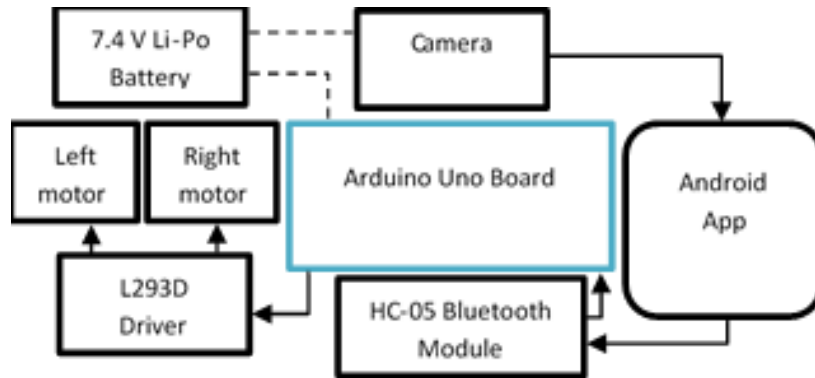 7.4 V Li-Po
Battery
Camera
Left
motor
Right
motor
Arduino Uno Board
Android
App
L293D
Driver
HC-05 Bluetooth
Module